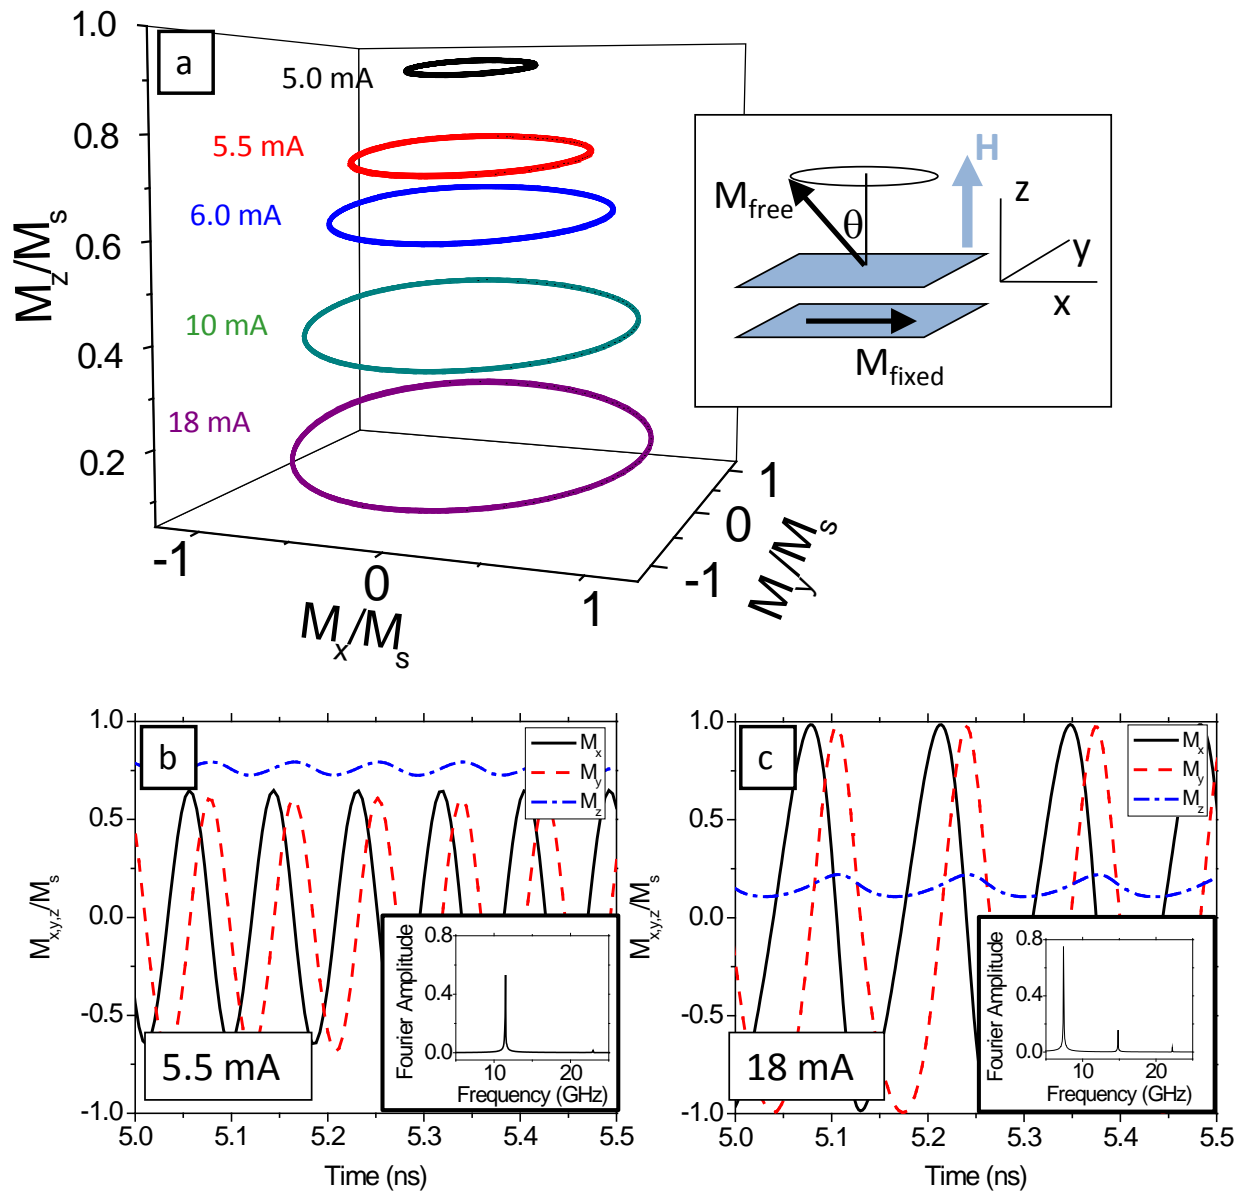 a
1.0
0.8
0.6
0.4
0.2
M_z/M_s
5.0 mA
5.5 mA
6.0 mA
10 mA
18 mA
-1
0
1
M_x/M_s
-1
0
1
M_y/M_s
M_free
θ
H
z
y
x
M_fixed
b
1.0
0.5
0.0
-0.5
-1.0
M_x,y,z/M_s
M_x
M_y
M_z
5.5 mA
0.8
0.4
0.0
Fourier Amplitude
10
20
Frequency (GHz)
5.0
5.1
5.2
5.3
5.4
5.5
Time (ns)
c
1.0
0.5
0.0
-0.5
-1.0
M_x,y,z/M_s
M_x
M_y
M_z
18 mA
0.8
0.4
0.0
Fourier Amplitude
10
20
Frequency (GHz)
5.0
5.1
5.2
5.3
5.4
5.5
Time (ns)